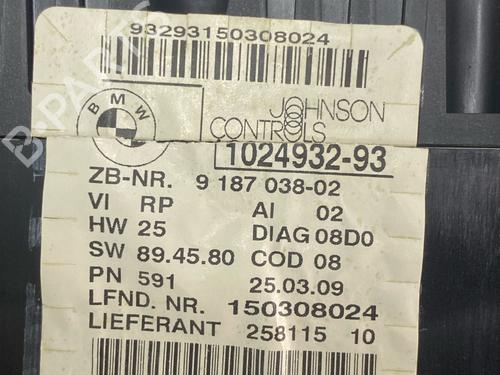 93293150308024
BMW
JOHNSON
CONTROLS
1024932-93
ZB-NR. 9 187 038-02
VI RP AI 02
HW 25 DIAG 08D0
SW 89.45.80 COD 08
PN 591 25.03.09
LFND. NR. 150308024
LIEFERANT 258115 10
B-PARTS